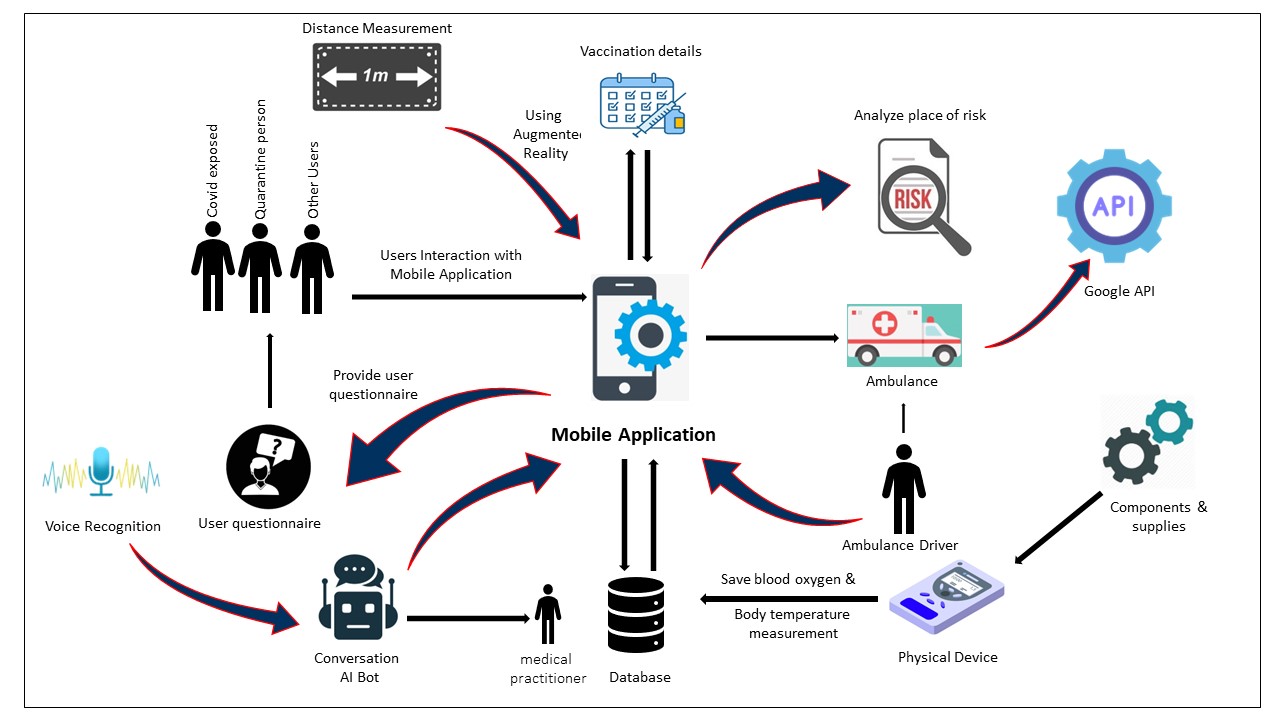 Distance Measurement
1m
Vaccination details
Using
Augmented
Reality
Analyze place of risk
RISK
API
Google API
Covid exposed
Quarantine person
Other Users
Users Interaction with
Mobile Application
Ambulance
Provide user
questionnaire
Mobile Application
?
User questionnaire
Voice Recognition
Ambulance Driver
Components &
supplies
Save blood oxygen &
Body temperature
measurement
Physical Device
Conversation
AI Bot
medical
practitioner
Database